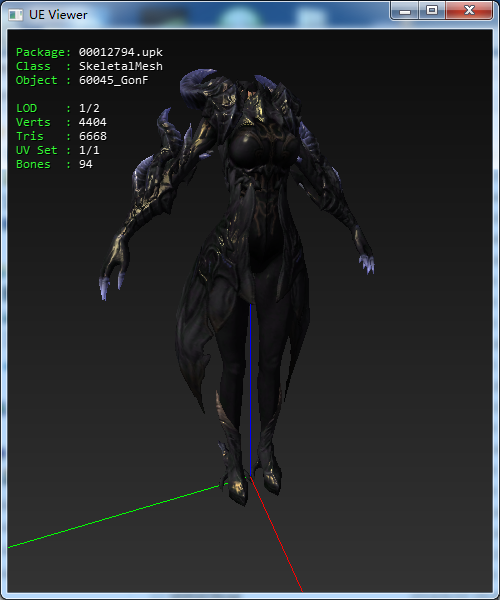 UE Viewer
Package: 00012794.upk
Class : SkeletalMesh
Object : 60045_GonF
LOD : 1/2
Verts : 4404
Tris : 6668
UV Set : 1/1
Bones : 94